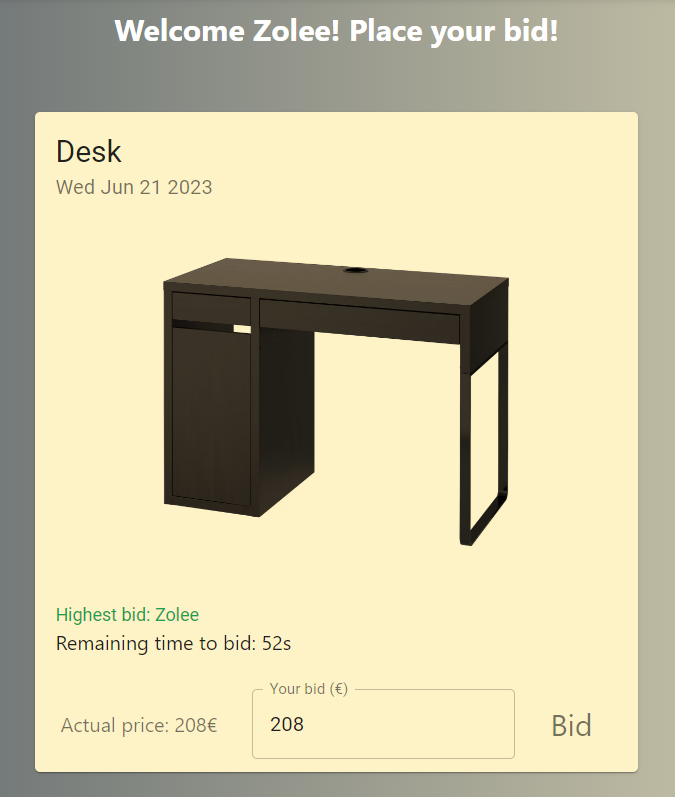 Welcome Zolee! Place your bid!
Desk
Wed Jun 21 2023
Highest bid: Zolee
Remaining time to bid: 52s
Your bid (€)
Actual price: 208€ 208 Bid